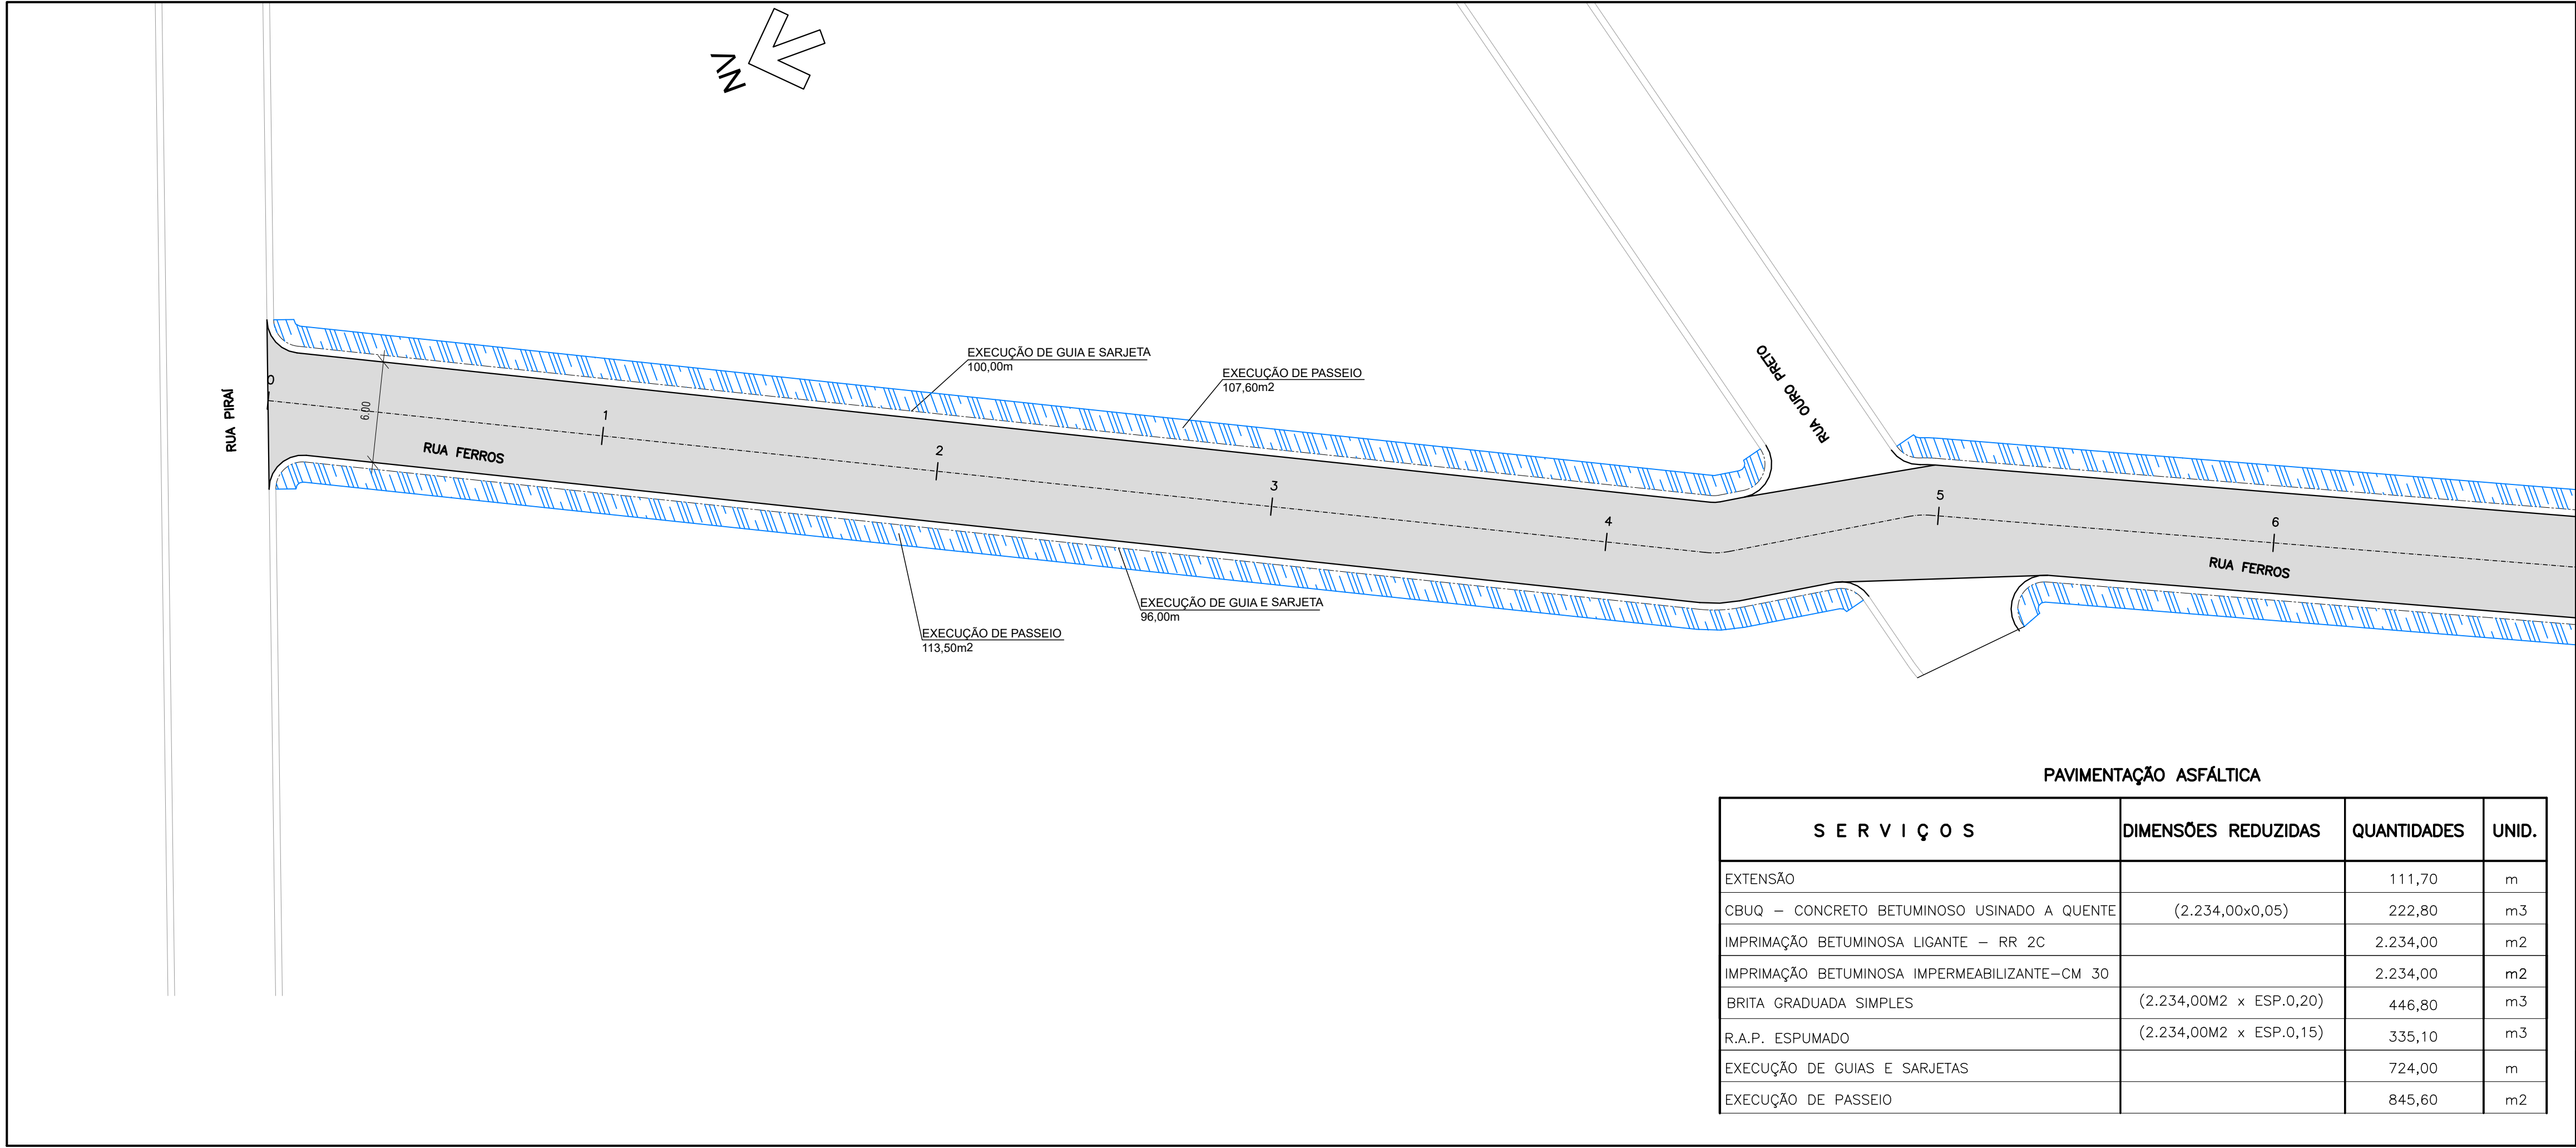 NV
EXECUÇÃO DE GUIA E SARJETA
100,00m
EXECUÇÃO DE PASSEIO
107,60m2
RUA OURO PRETO
RUA PIRAÍ
0
6.00
1
RUA FERROS
2
3
4
5
6
RUA FERROS
EXECUÇÃO DE GUIA E SARJETA
96,00m
EXECUÇÃO DE PASSEIO
113,50m2
PAVIMENTAÇÃO ASFÁLTICA
SERVIÇOS DIMENSÕES REDUZIDAS QUANTIDADES UNID.
EXTENSÃO 111,70 m
CBUQ – CONCRETO BETUMINOSO USINADO A QUENTE (2.234,00x0,05) 222,80 m3
IMPRIMAÇÃO BETUMINOSA LIGANTE – RR 2C 2.234,00 m2
IMPRIMAÇÃO BETUMINOSA IMPERMEABILIZANTE–CM 30 2.234,00 m2
BRITA GRADUADA SIMPLES (2.234,00M2 x ESP.0,20) 446,80 m3
R.A.P. ESPUMADO (2.234,00M2 x ESP.0,15) 335,10 m3
EXECUÇÃO DE GUIAS E SARJETAS 724,00 m
EXECUÇÃO DE PASSEIO 845,60 m2